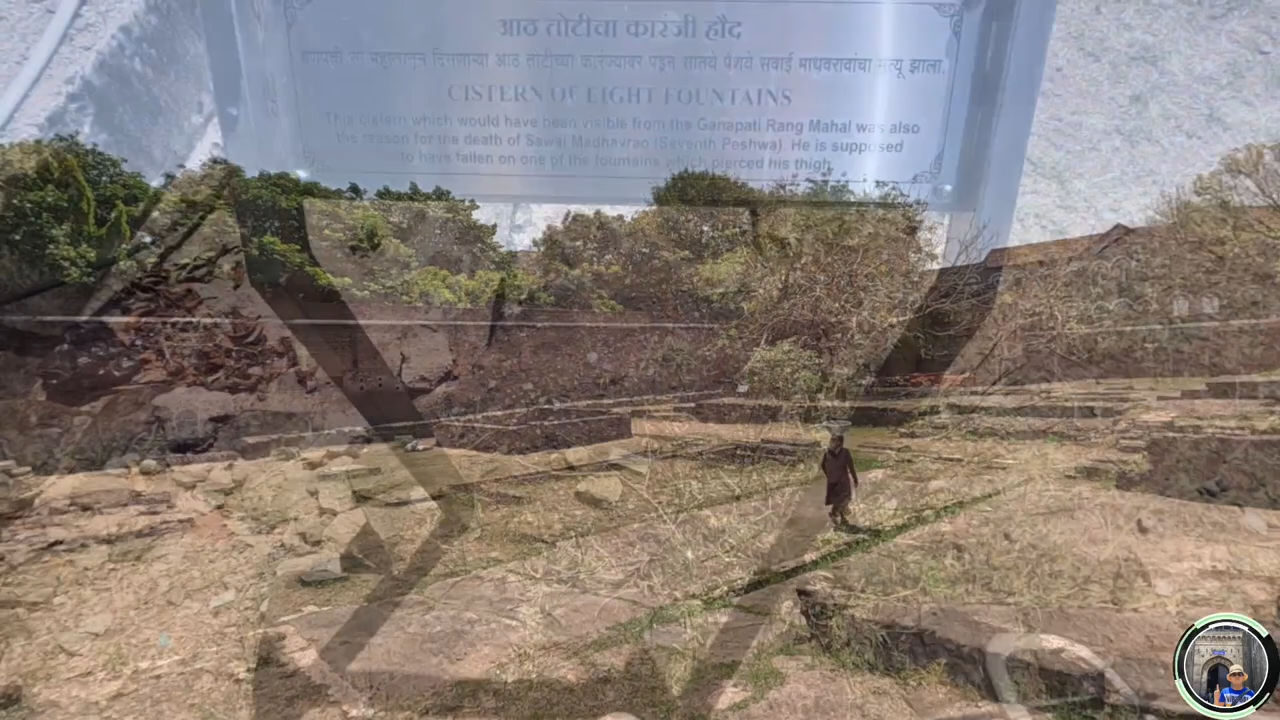 आठ तोटीचा कारंजी हौद
गणपती रंग महालातून दिसणाऱ्या आठ तोटीच्या कारंज्यावर पडून सातवे पेशवे सवाई माधवरावांचा मृत्यू झाला.
CISTERN OF EIGHT FOUNTAINS
This cistern which would have been visible from the Ganapati Rang Mahal was also
the reason for the death of Sawai Madhavrao (Seventh Peshwa). He is supposed
to have fallen on one of the fountains which pierced his thigh.